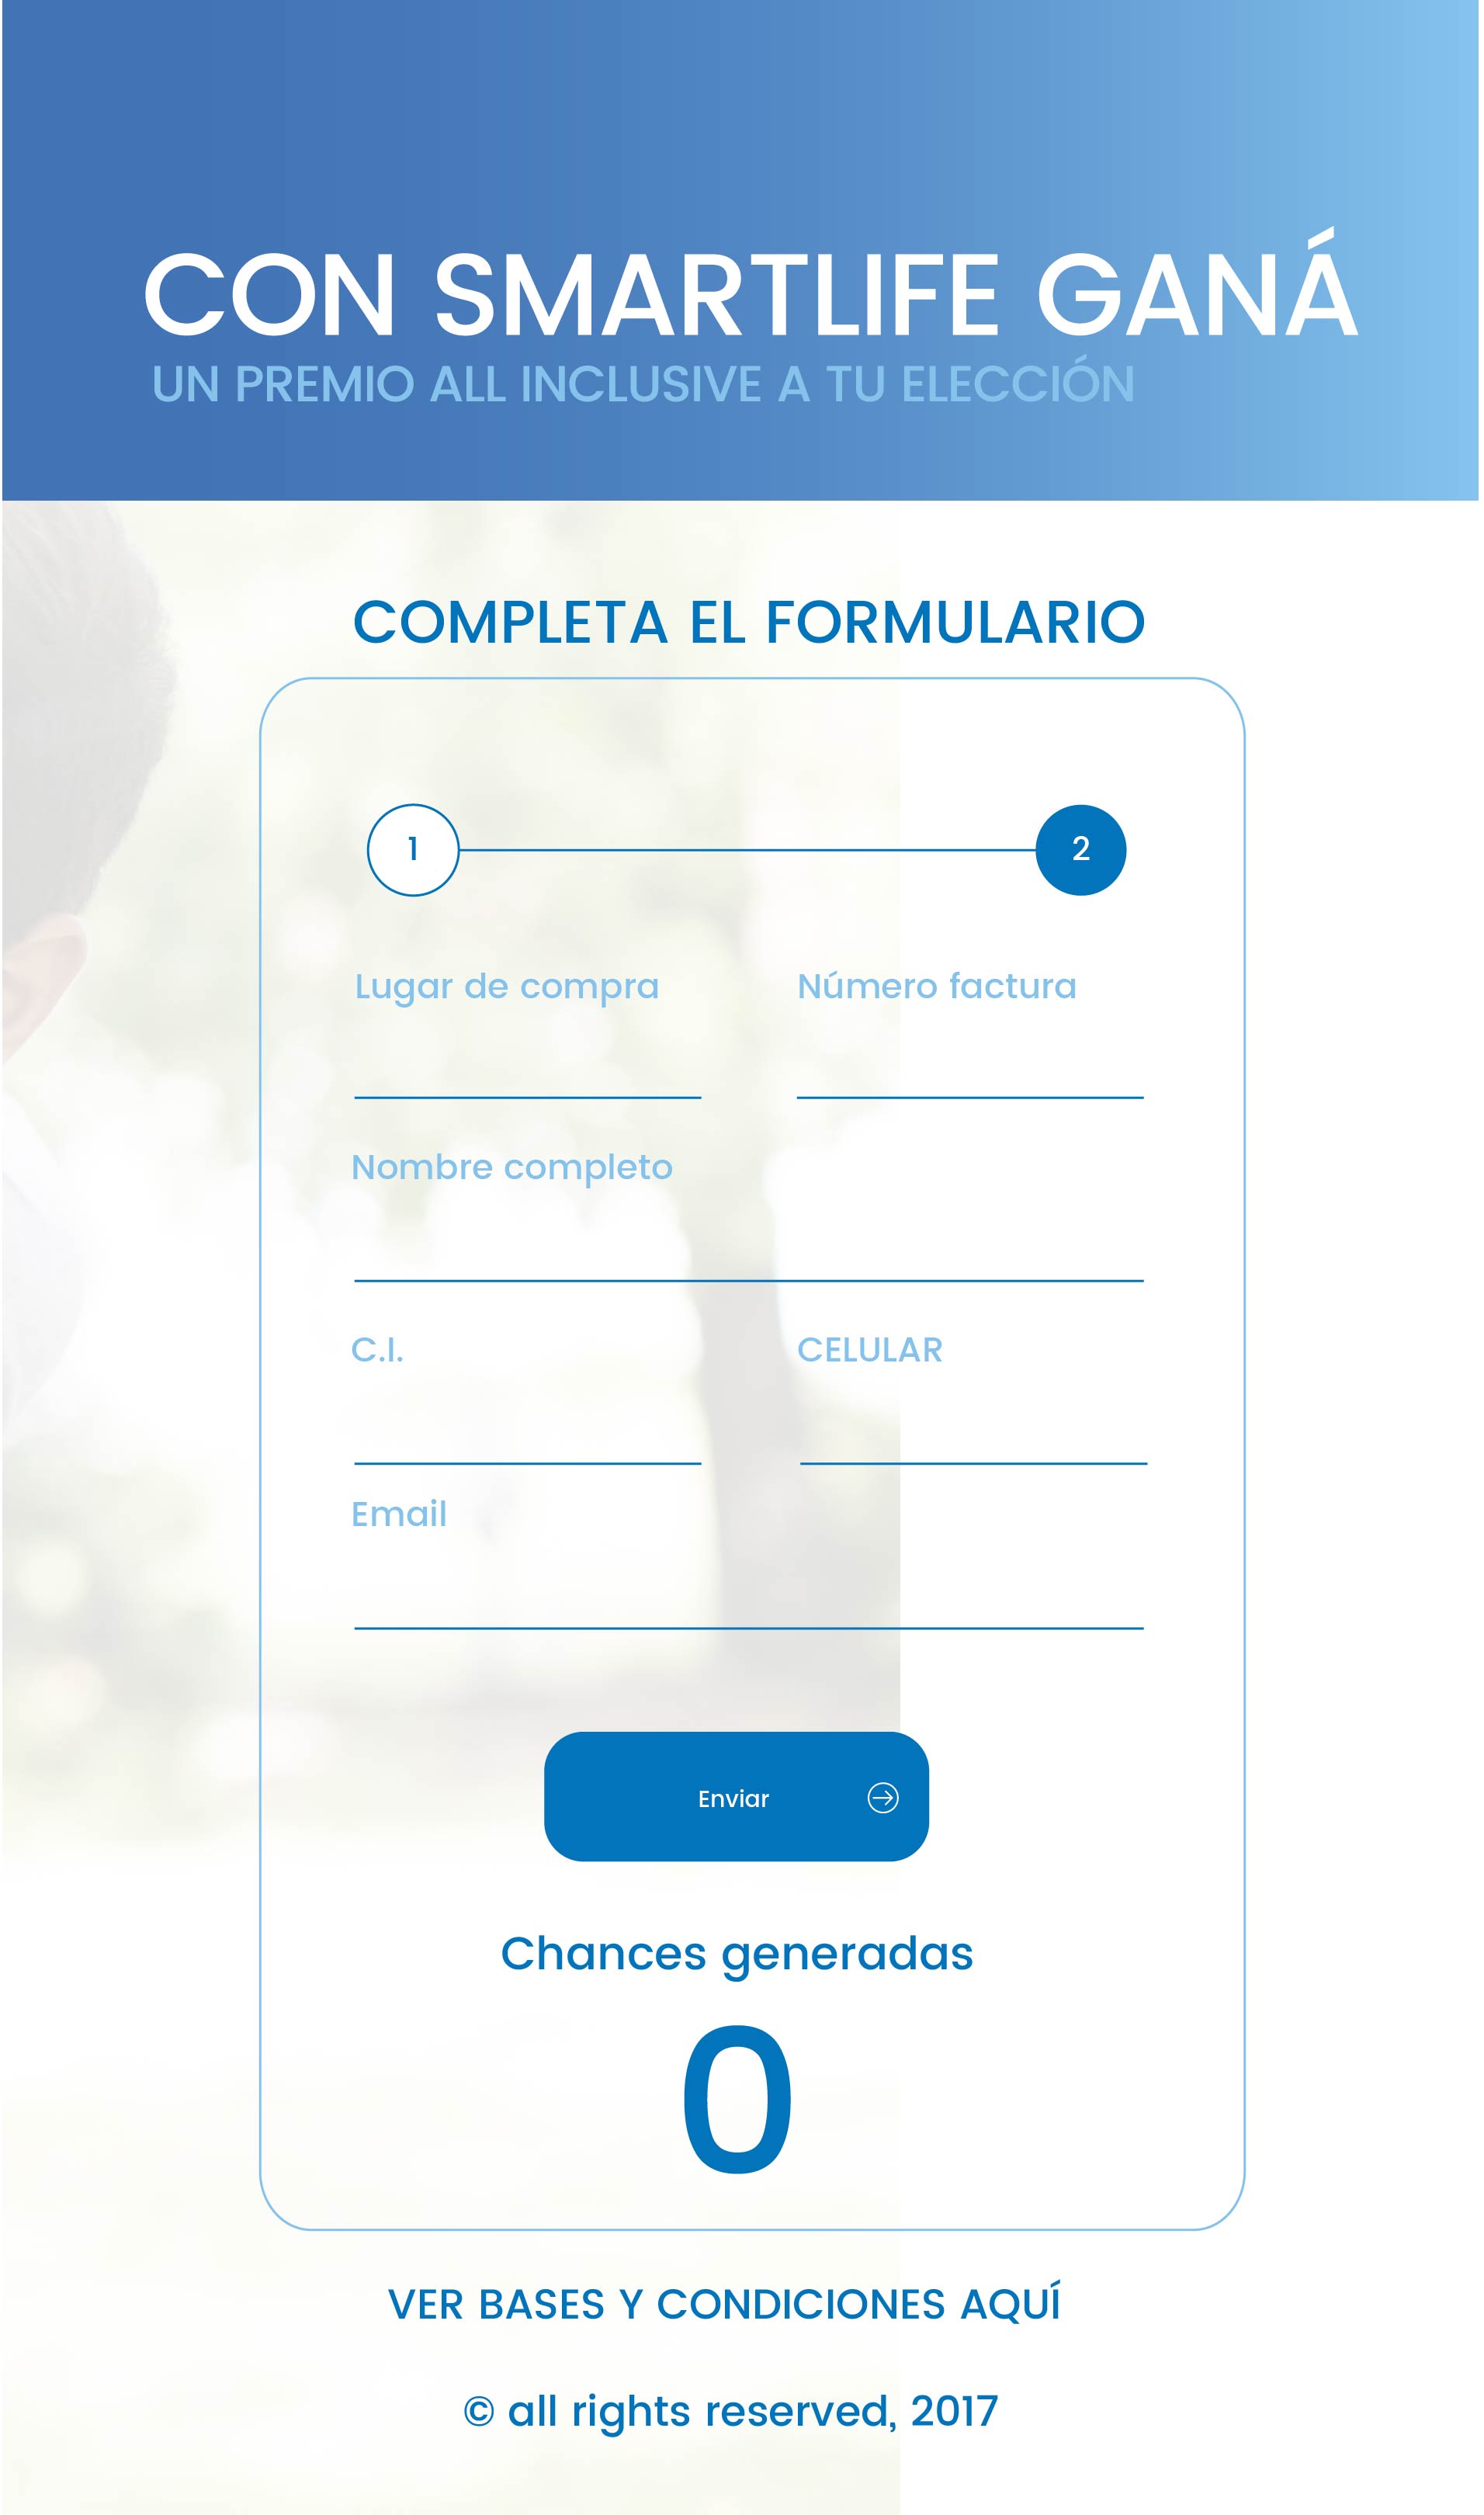 CON SMARTLIFE GANÁ
UN PREMIO ALL INCLUSIVE A TU ELECCIÓN
COMPLETA EL FORMULARIO
1 2
Lugar de compra Número factura
Nombre completo
C.I. CELULAR
Email
Enviar
Chances generadas
0
VER BASES Y CONDICIONES AQUÍ
© all rights reserved, 2017